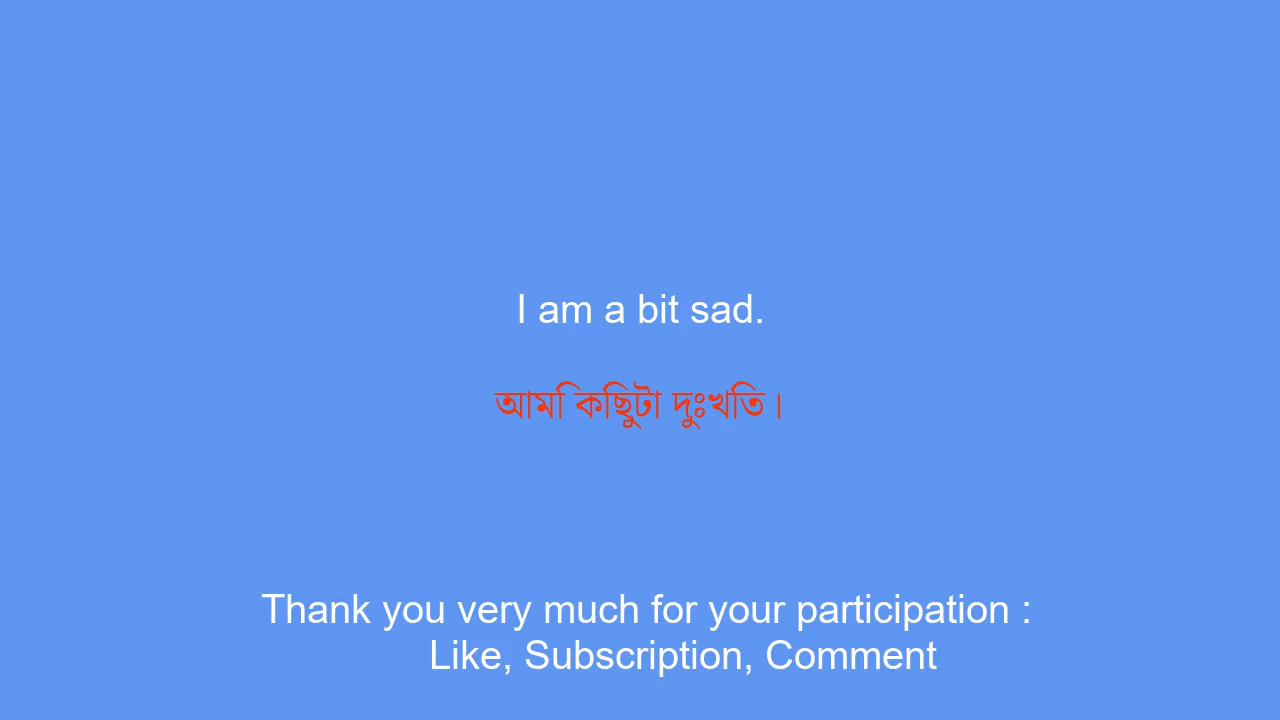 I am a bit sad.
আমি কিছুটা দুঃখিত।
Thank you very much for your participation :
Like, Subscription, Comment